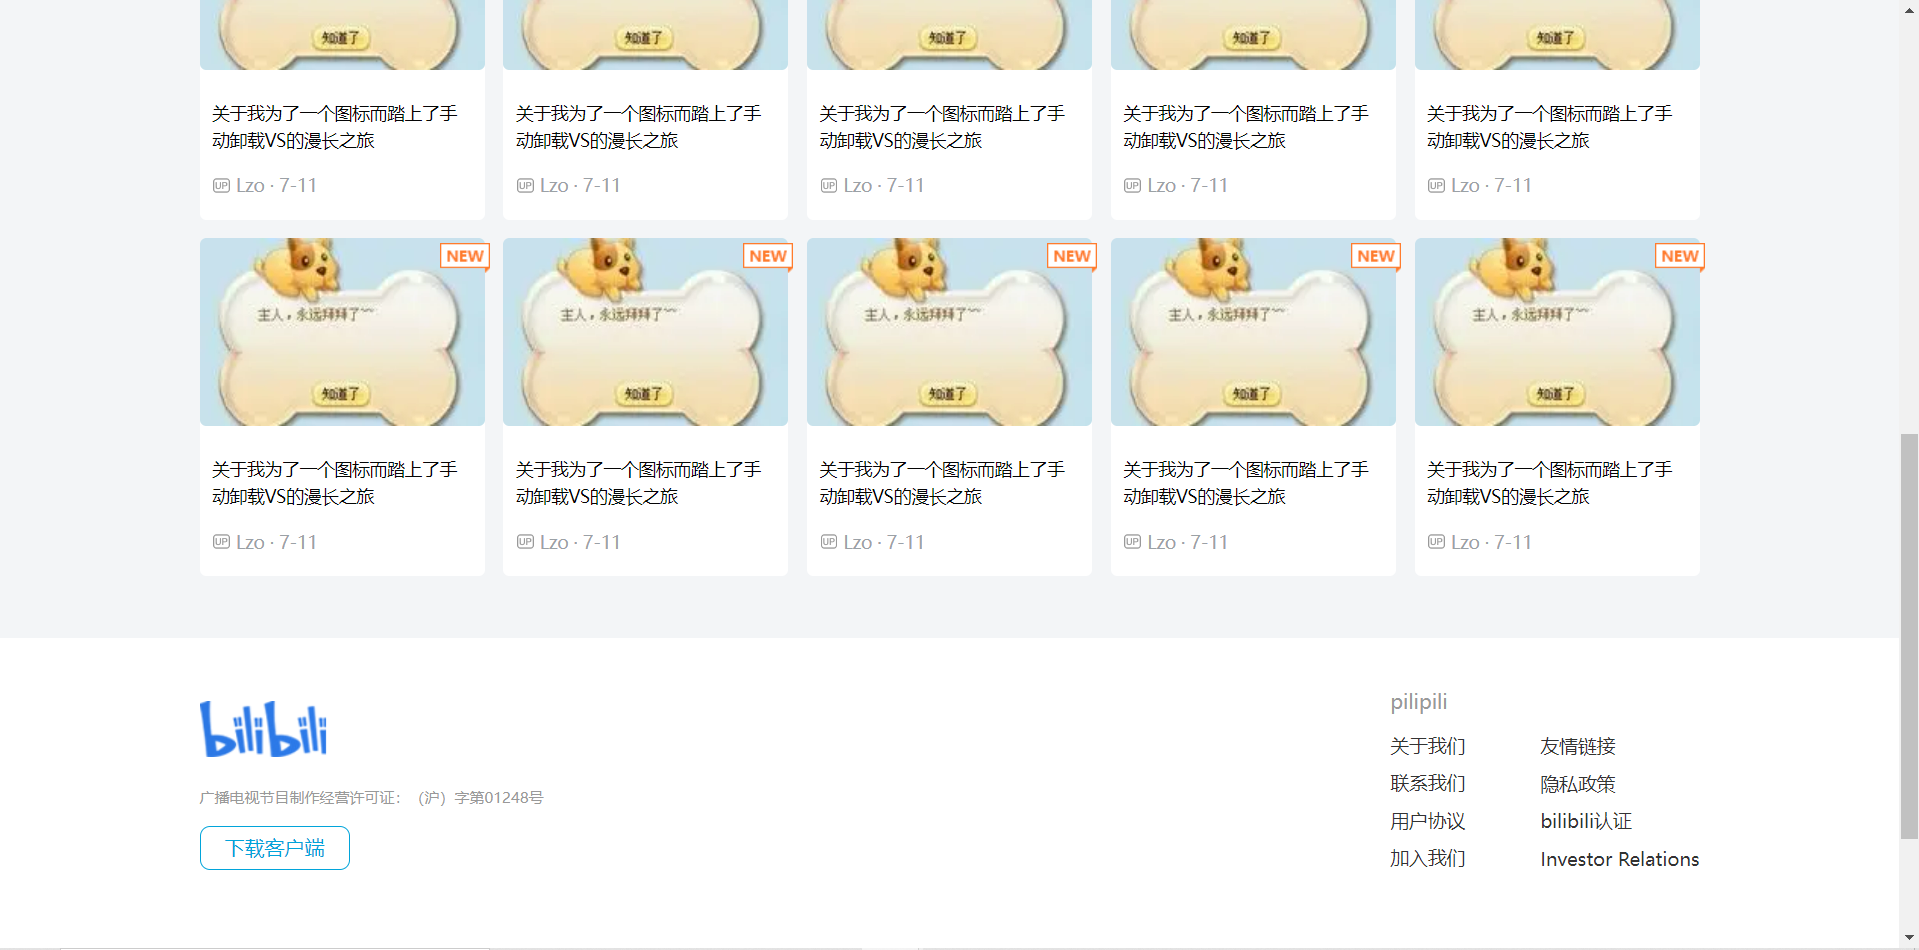 知道了 知道了 知道了 知道了 知道了
关于我为了一个图标而踏上了手 关于我为了一个图标而踏上了手 关于我为了一个图标而踏上了手 关于我为了一个图标而踏上了手 关于我为了一个图标而踏上了手
动卸载VS的漫长之旅 动卸载VS的漫长之旅 动卸载VS的漫长之旅 动卸载VS的漫长之旅 动卸载VS的漫长之旅
UP Lzo · 7-11 UP Lzo · 7-11 UP Lzo · 7-11 UP Lzo · 7-11 UP Lzo · 7-11
NEW NEW NEW NEW NEW
主人，永远拜拜了~~ 主人，永远拜拜了~~ 主人，永远拜拜了~~ 主人，永远拜拜了~~ 主人，永远拜拜了~~
知道了 知道了 知道了 知道了 知道了
关于我为了一个图标而踏上了手 关于我为了一个图标而踏上了手 关于我为了一个图标而踏上了手 关于我为了一个图标而踏上了手 关于我为了一个图标而踏上了手
动卸载VS的漫长之旅 动卸载VS的漫长之旅 动卸载VS的漫长之旅 动卸载VS的漫长之旅 动卸载VS的漫长之旅
UP Lzo · 7-11 UP Lzo · 7-11 UP Lzo · 7-11 UP Lzo · 7-11 UP Lzo · 7-11
bilibili
广播电视节目制作经营许可证：（沪）字第01248号
下载客户端
pilipili
关于我们 友情链接
联系我们 隐私政策
用户协议 bilibili认证
加入我们 Investor Relations